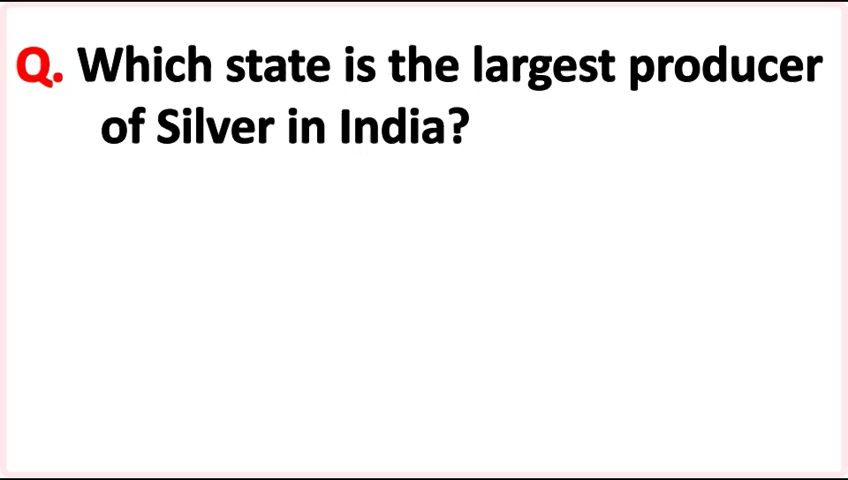 Q. Which state is the largest producer
of Silver in India?